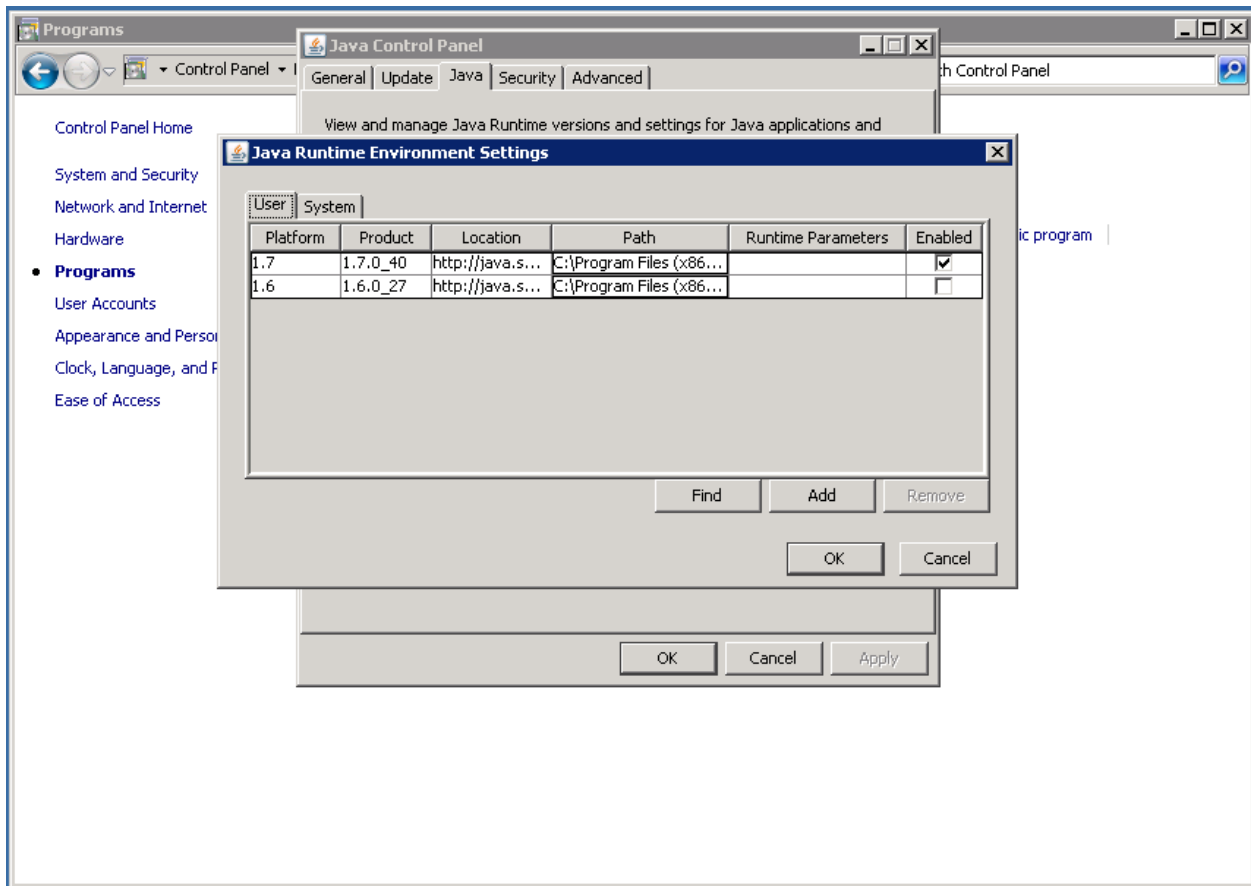 Programs
Java Control Panel
Control Panel
General Update Java Security Advanced
Control Panel
Control Panel Home
View and manage Java Runtime versions and settings for Java applications and
Java Runtime Environment Settings
System and Security
Network and Internet
Hardware
Programs
User Accounts
Appearance and
Clock, Language, and
Ease of Access
User System
Platform Product Location Path Runtime Parameters Enabled
1.7 1.7.0_40 http://java.s... C:\Program Files (x86...
1.6 1.6.0_27 http://java.s... C:\Program Files (x86...
program
Find Add Remove
OK Cancel
OK Cancel Apply